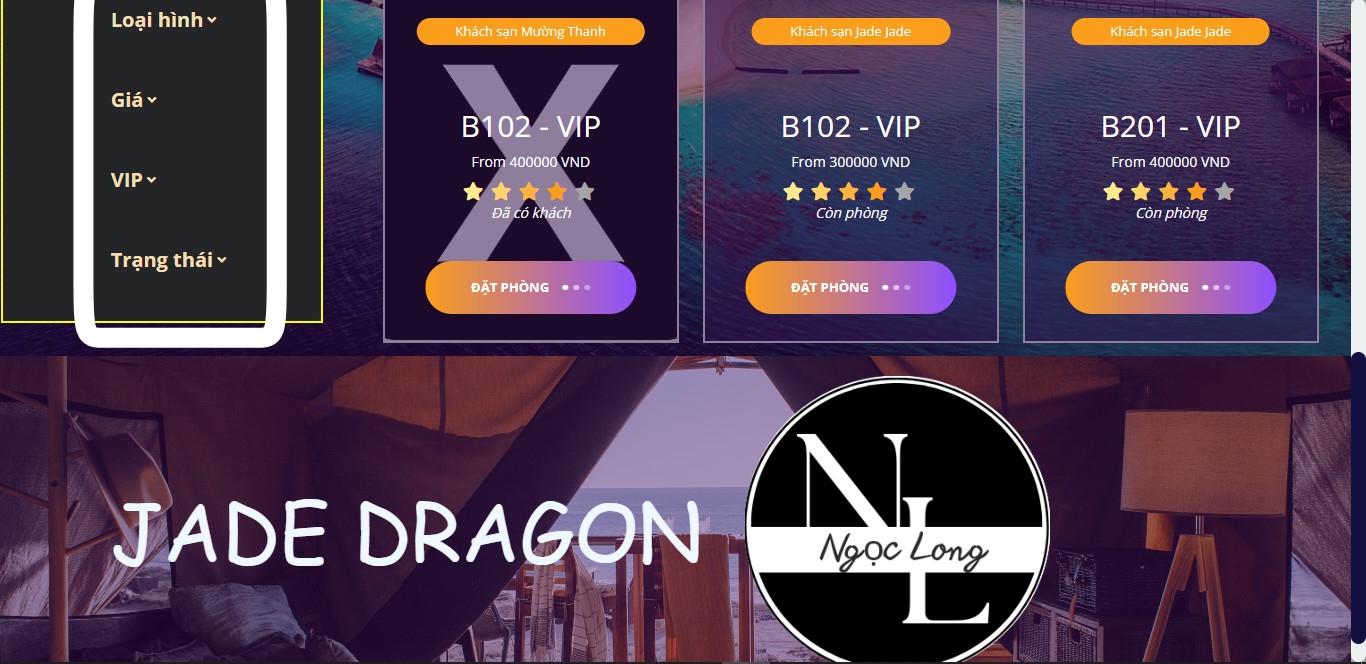 Loại hình
Giá
VIP
Trạng thái
Khách sạn Mường Thanh
X
B102 - VIP
From 400000 VND
Đã có khách
ĐẶT PHÒNG
Khách sạn Jade Jade
B102 - VIP
From 300000 VND
Còn phòng
ĐẶT PHÒNG
Khách sạn Jade Jade
B201 - VIP
From 400000 VND
Còn phòng
ĐẶT PHÒNG
JADE DRAGON
NL
Ngọc Long